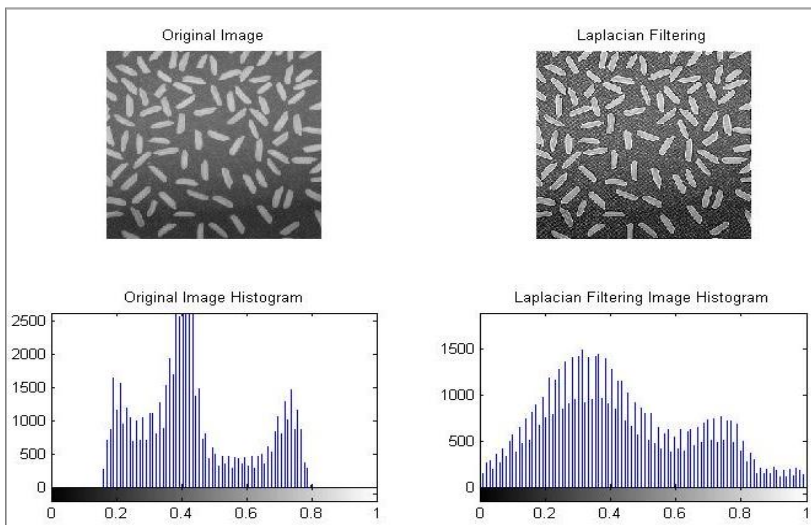 Original Image
Laplacian Filtering
Original Image Histogram
2500
2000
1500
1000
500
0
0 0.2 0.4 0.6 0.8 1
Laplacian Filtering Image Histogram
1500
1000
500
0
0 0.2 0.4 0.6 0.8 1